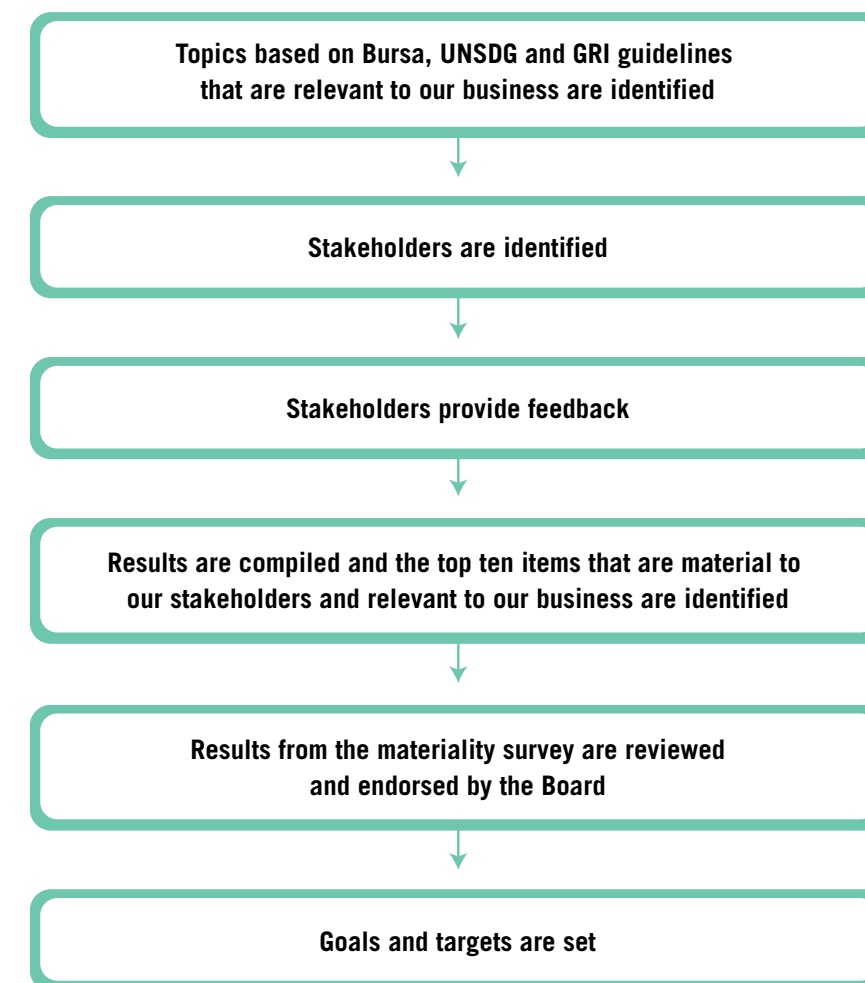 Topics based on Bursa, UNSDG and GRI guidelines
that are relevant to our business are identified
Stakeholders are identified
Stakeholders provide feedback
Results are compiled and the top ten items that are material to
our stakeholders and relevant to our business are identified
Results from the materiality survey are reviewed
and endorsed by the Board
Goals and targets are set